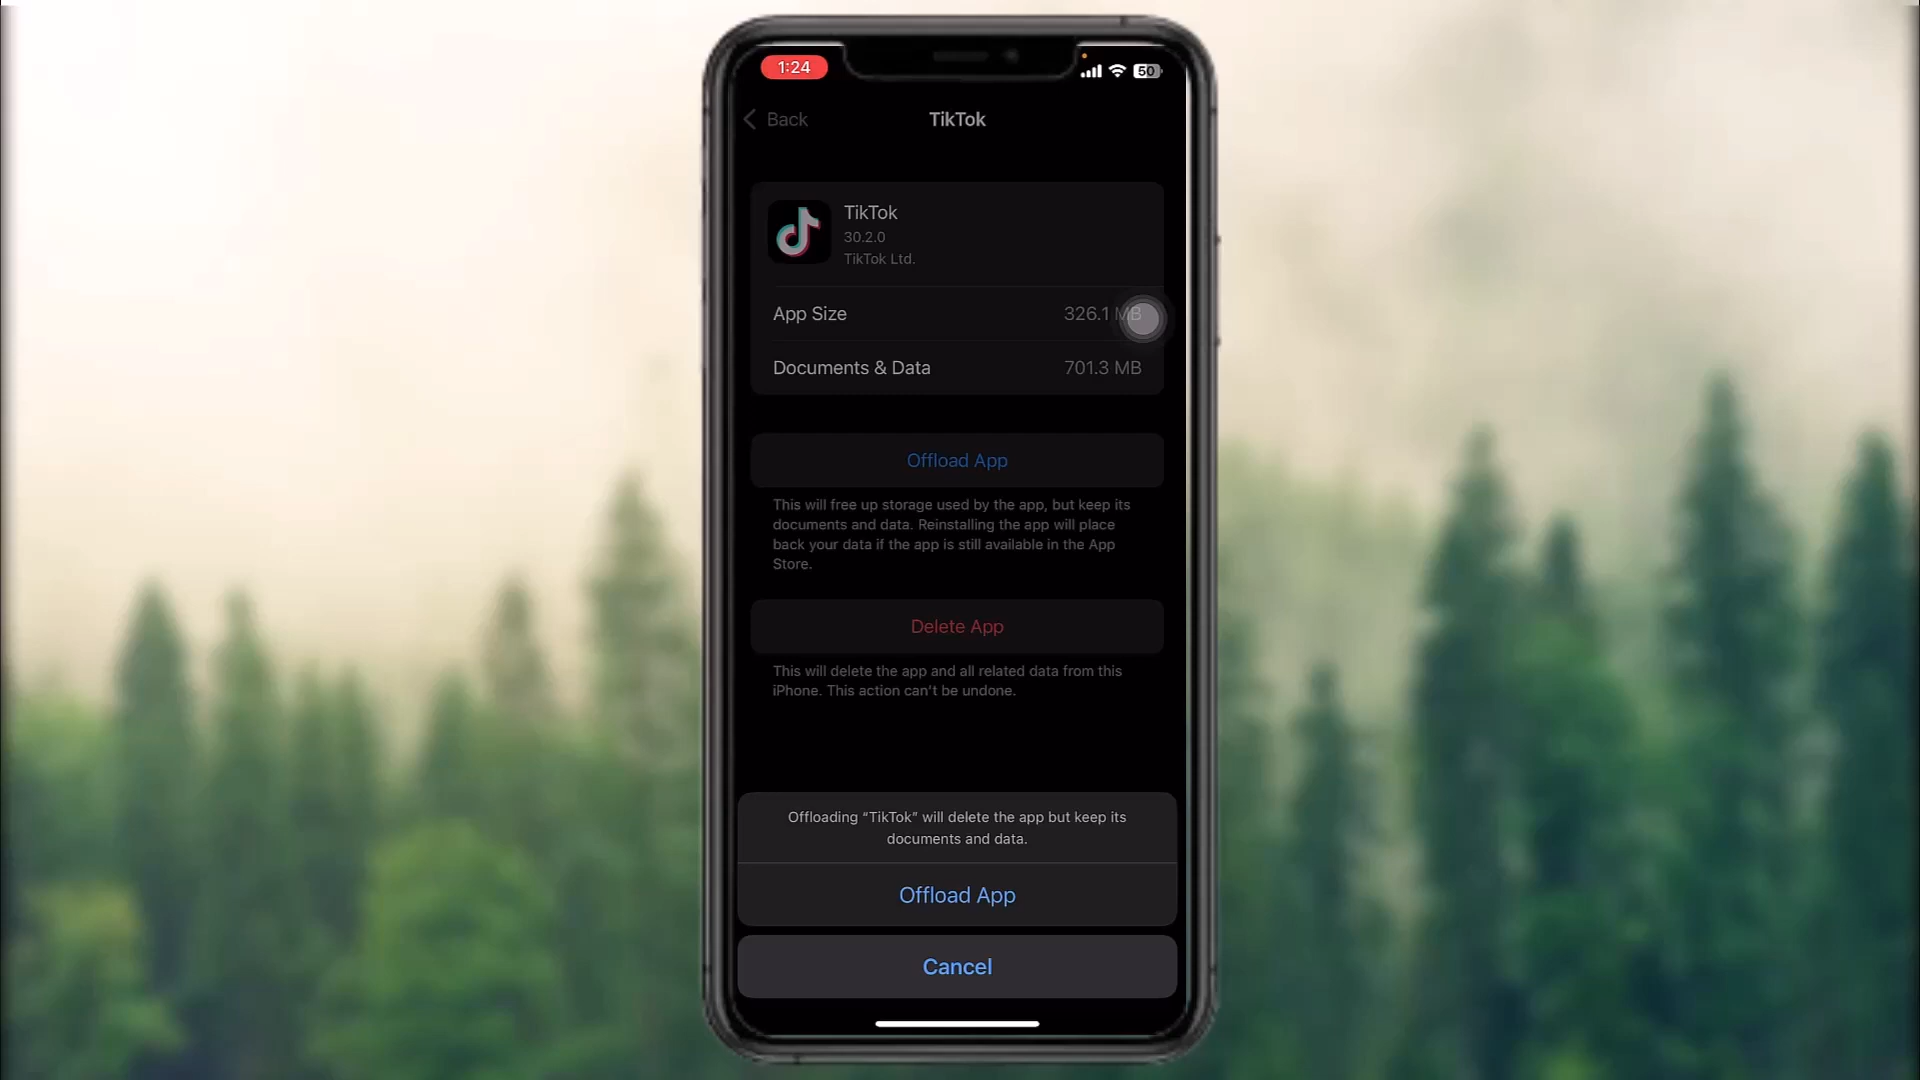 1:24
50
Back
TikTok
TikTok
30.2.0
TikTok Ltd.
App Size 326.1 MB
Documents & Data 701.3 MB
Offload App
This will free up storage used by the app, but keep its
documents and data. Reinstalling the app will place
back your data if the app is still available in the App
Store.
Delete App
This will delete the app and all related data from this
iPhone. This action can't be undone.
Offloading “TikTok” will delete the app but keep its
documents and data.
Offload App
Cancel